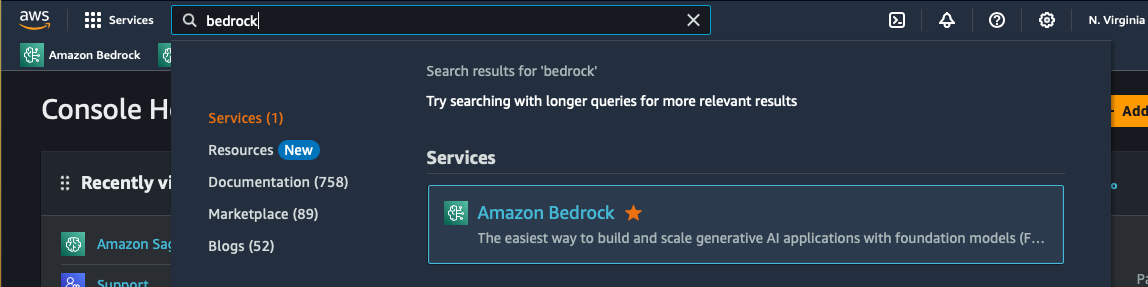 aws
Services
bedrock
N. Virginia
Amazon Bedrock
Search results for 'bedrock'
Try searching with longer queries for more relevant results
Console H
Services (1)
Add
Resources New
Services
Documentation (758)
Recently vi
Marketplace (89)
Amazon Bedrock
The easiest way to build and scale generative AI applications with foundation models (F...
Blogs (52)
Amazon Sag
Support
Pa